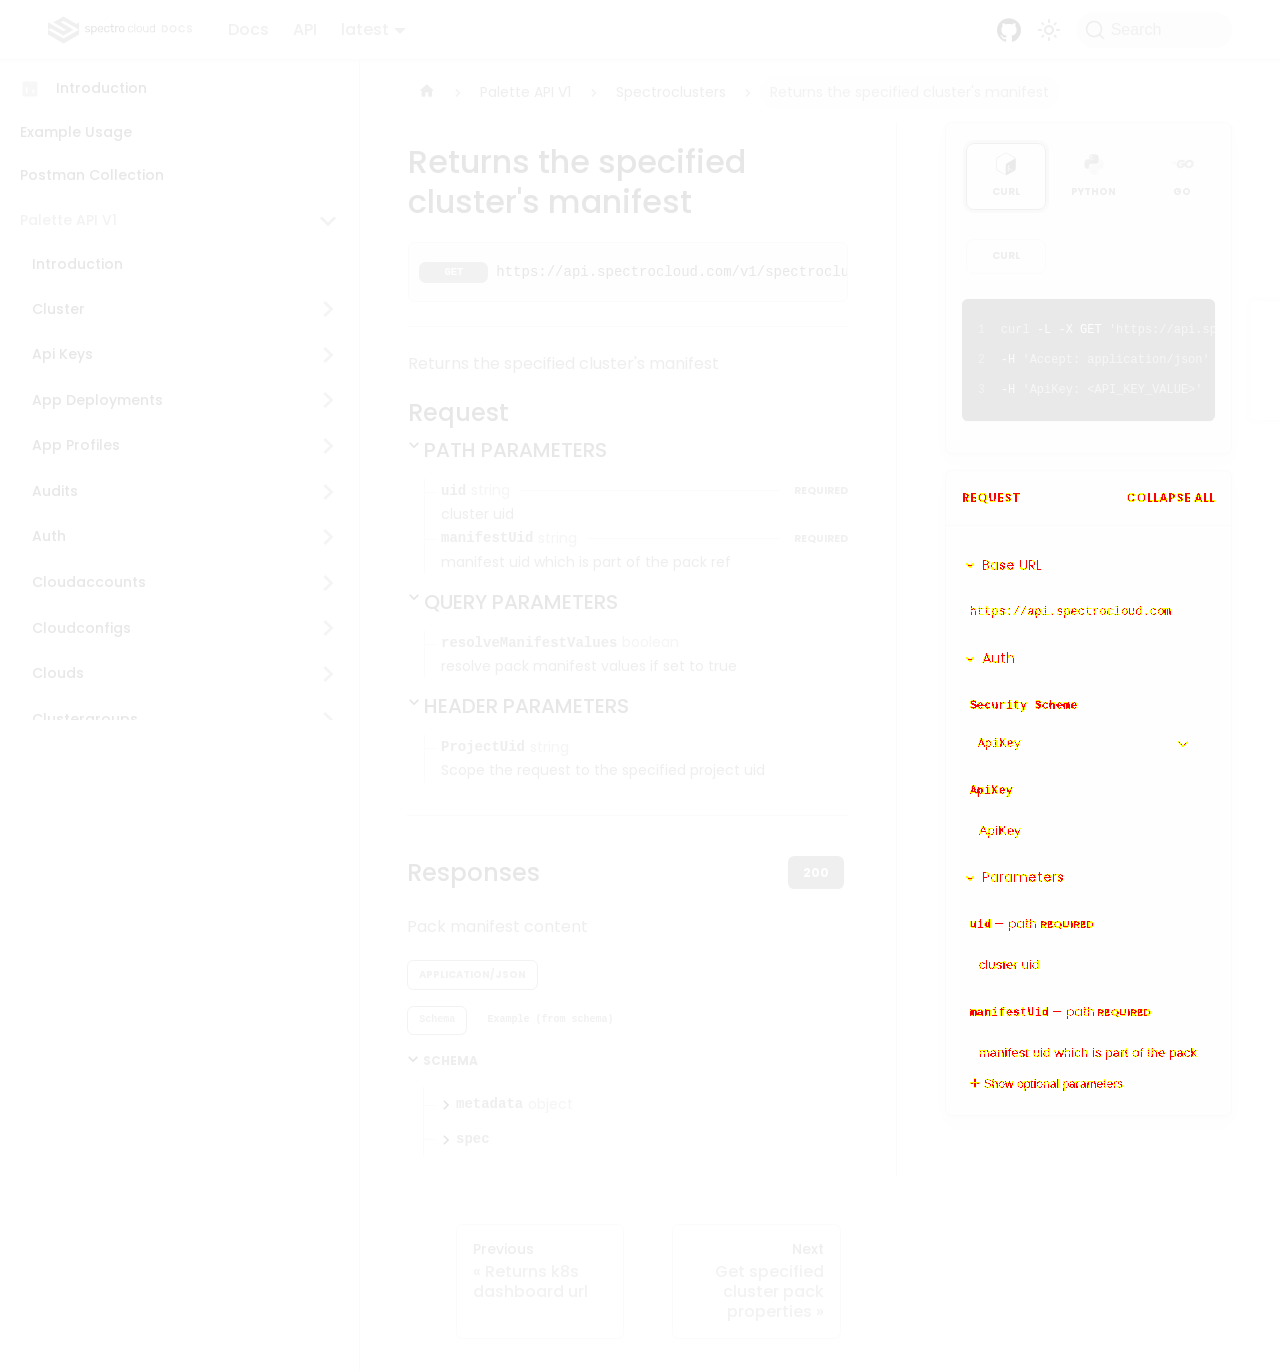 spectro cloud DOCS
Docs API latest
Search
Introduction
Example Usage
Postman Collection
Palette API V1
Introduction
Cluster
Api Keys
App Deployments
App Profiles
Audits
Auth
Cloudaccounts
Cloudconfigs
Clouds
Clustergroups
Palette API V1
Spectroclusters
Returns the specified cluster's manifest
Returns the specified
cluster's manifest
GET https://api.spectrocloud.com/v1/spectroclu
Returns the specified cluster's manifest
Request
PATH PARAMETERS
uid string REQUIRED
cluster uid
manifestUid string REQUIRED
manifest uid which is part of the pack ref
QUERY PARAMETERS
resolveManifestValues boolean
resolve pack manifest values if set to true
HEADER PARAMETERS
ProjectUid string
Scope the request to the specified project uid
Responses
200
Pack manifest content
APPLICATION/JSON
Schema Example (from schema)
SCHEMA
metadata object
spec
Previous
« Returns k8s
dashboard url
Next
Get specified
cluster pack
properties »
CURL PYTHON GO
CURL
1 curl -L -X GET 'https://api.sp
2 -H 'Accept: application/json'
3 -H 'ApiKey: <API_KEY_VALUE>'
REQUEST COLLAPSE ALL
Base URL
https://api.spectrocloud.com
Auth
Security Scheme
ApiKey
ApiKey
ApiKey
Parameters
uid — path REQUIRED
cluster uid
manifestUid — path REQUIRED
manifest uid which is part of the pack
Show optional parameters